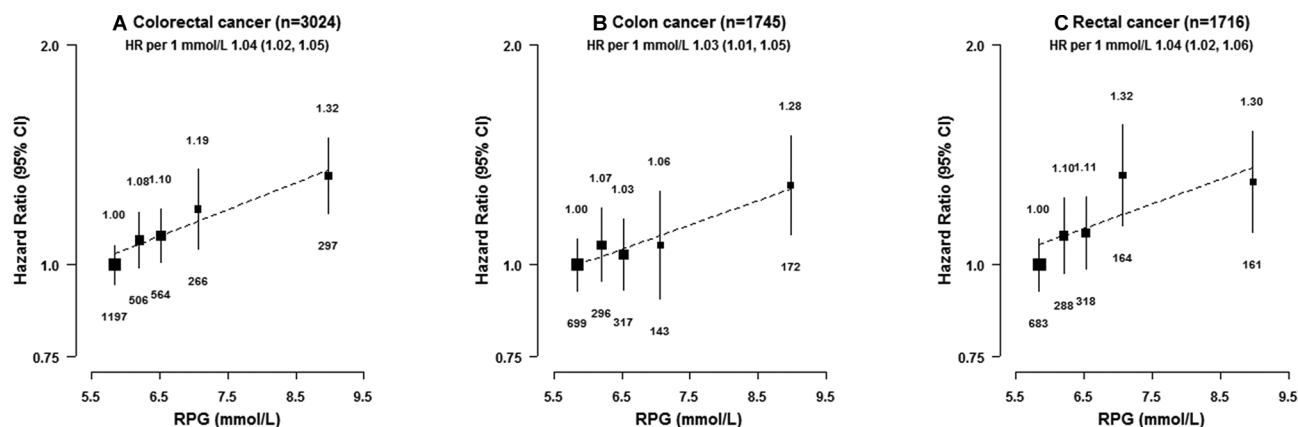 A Colorectal cancer (n=3024)
HR per 1 mmol/L 1.04 (1.02, 1.05)
2.0
1.32
1.19
1.08
1.10
1.00
1.0
297
266
506
564
1197
0.75
5.5 6.5 7.5 8.5 9.5
RPG (mmol/L)
Hazard Ratio (95% CI)
B Colon cancer (n=1745)
HR per 1 mmol/L 1.03 (1.01, 1.05)
2.0
1.28
1.06
1.07
1.03
1.00
1.0
172
296
317
699
143
0.75
5.5 6.5 7.5 8.5 9.5
RPG (mmol/L)
Hazard Ratio (95% CI)
C Rectal cancer (n=1716)
HR per 1 mmol/L 1.04 (1.02, 1.06)
2.0
1.32
1.30
1.10
1.11
1.00
1.0
164
161
288
318
683
0.75
5.5 6.5 7.5 8.5 9.5
RPG (mmol/L)
Hazard Ratio (95% CI)